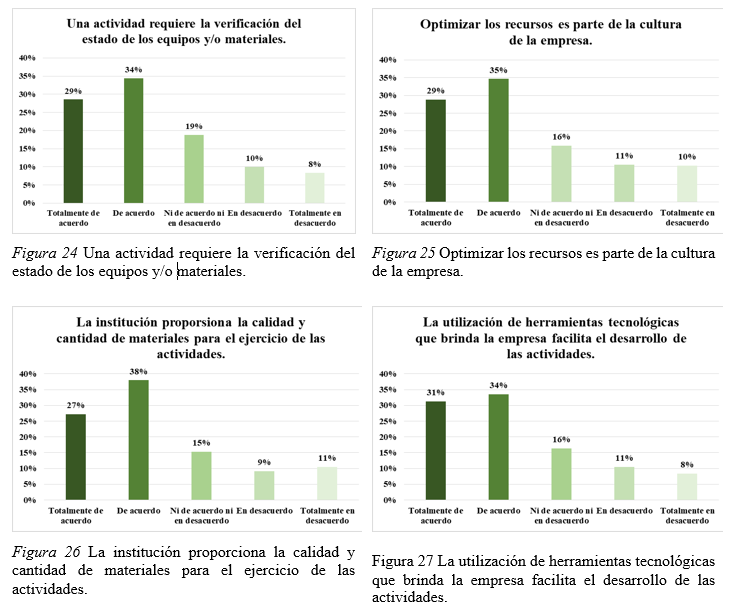 Una actividad requiere la verificación del
estado de los equipos y/o materiales.
40%
35%
30%
25%
20%
15%
10%
5%
0%
29%
34%
19%
10%
8%
Totalmente de
acuerdo
De acuerdo
Ni de acuerdo ni
en desacuerdo
En desacuerdo
Totalmente en
desacuerdo
Figura 24 Una actividad requiere la verificación del
estado de los equipos y/o materiales.
Optimizar los recursos es parte de la cultura
de la empresa.
40%
35%
30%
25%
20%
15%
10%
5%
0%
29%
35%
16%
11%
10%
Totalmente de
acuerdo
De acuerdo
Ni de acuerdo ni
en desacuerdo
En desacuerdo
Totalmente en
desacuerdo
Figura 25 Optimizar los recursos es parte de la cultura
de la empresa.
La institución proporsiona la calidad y
cantidad de materiales para el ejercicio de las
actividades.
40%
35%
30%
25%
20%
15%
10%
5%
0%
27%
38%
15%
9%
11%
Totalmente de
acuerdo
De acuerdo
Ni de acuerdo ni
en desacuerdo
En desacuerdo
Totalmente en
desacuerdo
Figura 26 La institución proporciona la calidad y
cantidad de materiales para el ejercicio de las
actividades.
La utilización de herramientas tecnológicas
que brinda la empresa facilita el desarrollo de
las actividades.
40%
35%
30%
25%
20%
15%
10%
5%
0%
31%
34%
16%
11%
8%
Totalmente de
acuerdo
De acuerdo
Ni de acuerdo ni
en desacuerdo
En desacuerdo
Totalmente en
desacuerdo
Figura 27 La utilización de herramientas tecnológicas
que brinda la empresa facilita el desarrollo de las
actividades.